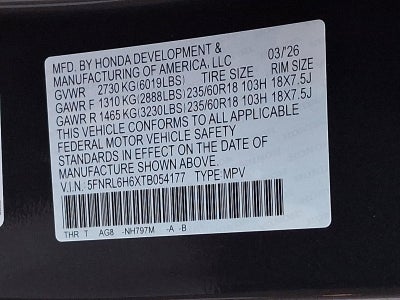 MFD. BY HONDA DEVELOPMENT &
MANUFACTURING OF AMERICA, LLC 03/'26
GVWR 2730 KG(6019LBS) TIRE SIZE RIM SIZE
GAWR F 1310 KG(2888LBS) 235/60R18 103H 18X7.5J
GAWR R 1465 KG(3230LBS) 235/60R18 103H 18X7.5J
THIS VEHICLE CONFORMS TO ALL APPLICABLE
FEDERAL MOTOR VEHICLE SAFETY
STANDARDS IN EFFECT ON THE DATE OF
MANUFACTURE SHOWN ABOVE.
V.I.N. 5FNRL6H6XTB054177 TYPE MPV
THR T AG8 -NH797M -A -B